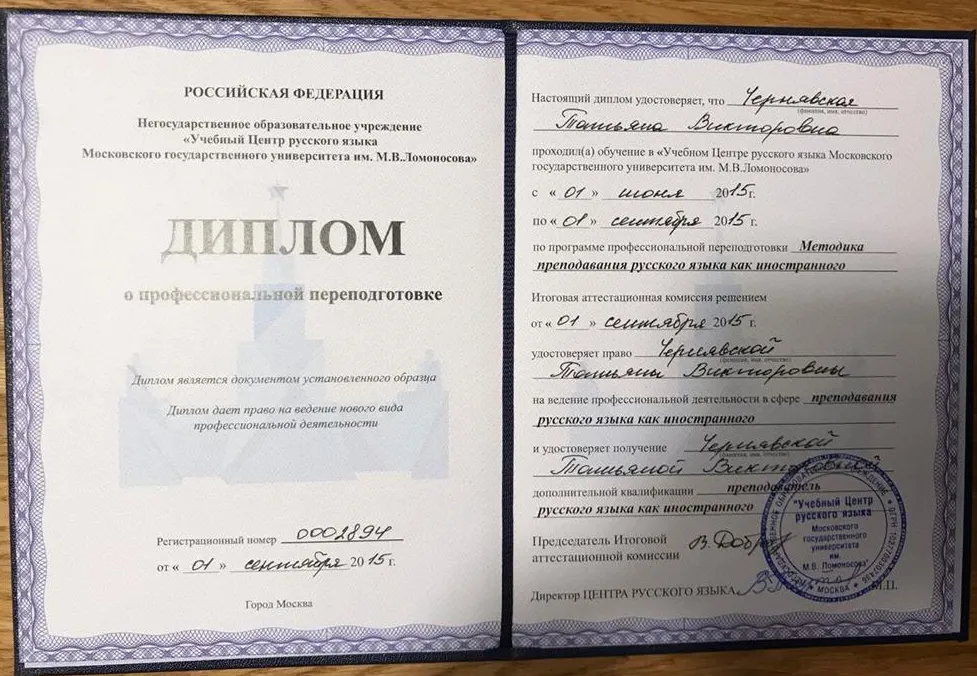 РОССИЙСКАЯ ФЕДЕРАЦИЯ
Негосударственное образовательное учреждение
«Учебный Центр русского языка
Московского государственного университета им. М.В.Ломоносова»
ДИПЛОМ
о профессиональной переподготовке
Диплом является документом установленного образца
Диплом дает право на ведение нового вида
профессиональной деятельности
Регистрационный номер 0002894
от « 01 » сентября 2015 г.
Город Москва
Настоящий диплом удостоверяет, что Чернявская
(фамилия, имя, отчество)
Татьяна Викторовна
проходил(а) обучение в «Учебном Центре русского языка Московского
государственного университета им. М.В.Ломоносова»
с « 01 » июня 2015 г.
по « 01 » сентября 2015 г.
по программе профессиональной переподготовки Методика
преподавания русского языка как иностранного
Итоговая аттестационная комиссия решением
от « 01 » сентября 2015 г.
удостоверяет право Чернявской
(фамилия, имя, отчество)
Татьяны Викторовны
на ведение профессиональной деятельности в сфере преподавания
русского языка как иностранного
и удостоверяет получение Чернявской
(фамилия, имя, отчество)
Татьяной Викторовной
дополнительной квалификации преподаватель
русского языка как иностранного
Председатель Итоговой
аттестационной комиссии
Директор ЦЕНТРА РУССКОГО ЯЗЫКА
М.П.
"Учебный Центр
русского языка
Московского
государственного
университета
им.
М.В. Ломоносова"
* МОСКВА *